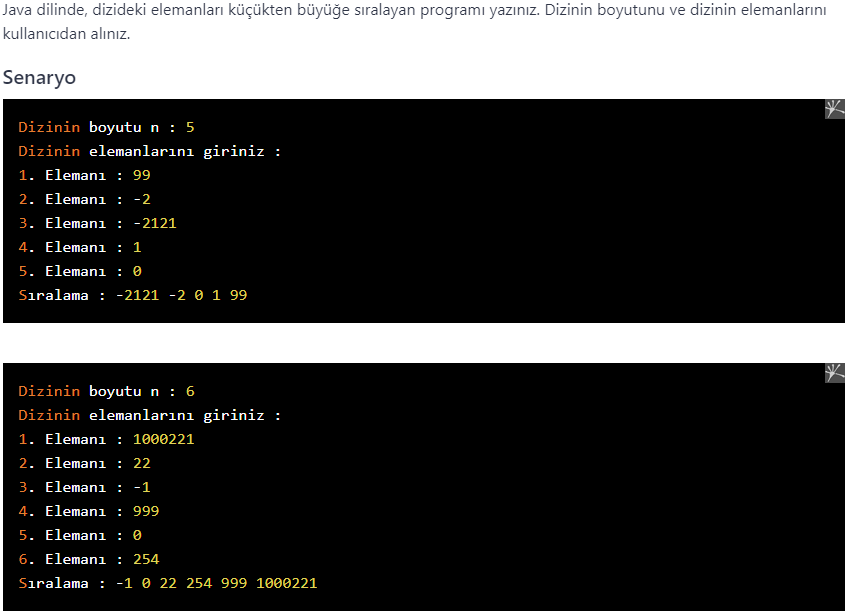 Java dilinde, dizideki elemanları küçükten büyüğe sıralayan programı yazınız. Dizinin boyutunu ve dizinin elemanlarını
kullanıcıdan alınız.
Senaryo
Dizinin boyutu n : 5
Dizinin elemanlarını giriniz :
1. Elemanı : 99
2. Elemanı : -2
3. Elemanı : -2121
4. Elemanı : 1
5. Elemanı : 0
Sıralama : -2121 -2 0 1 99
Dizinin boyutu n : 6
Dizinin elemanlarını giriniz :
1. Elemanı : 1000221
2. Elemanı : 22
3. Elemanı : -1
4. Elemanı : 999
5. Elemanı : 0
6. Elemanı : 254
Sıralama : -1 0 22 254 999 1000221